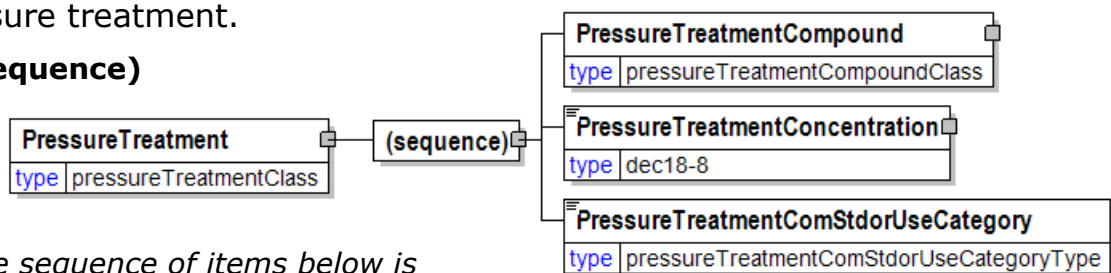 sure treatment.
equence)
PressureTreatment
type pressureTreatmentClass
(sequence)
PressureTreatmentCompound
type pressureTreatmentCompoundClass
PressureTreatmentConcentration
type dec18-8
PressureTreatmentComStdorUseCategory
type pressureTreatmentComStdorUseCategoryType
e sequence of items below is